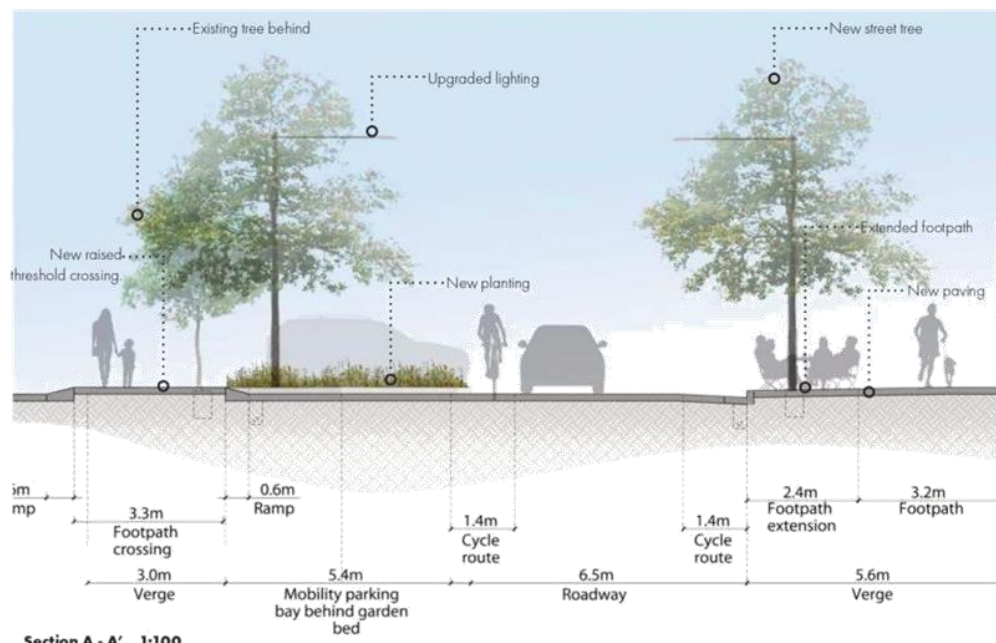 Existing tree behind
New street tree
Upgraded lighting
Extended footpath
New raised
threshold crossing.
New planting
New paving
0.6m
Ramp
2.4m
Footpath
extension
3.2m
Footpath
3.3m
Footpath
crossing
1.4m
Cycle
route
1.4m
Cycle
route
3.0m
Verge
5.4m
Mobility parking
bay behind garden
bed
6.5m
Roadway
5.6m
Verge
Section A - A' 1:100